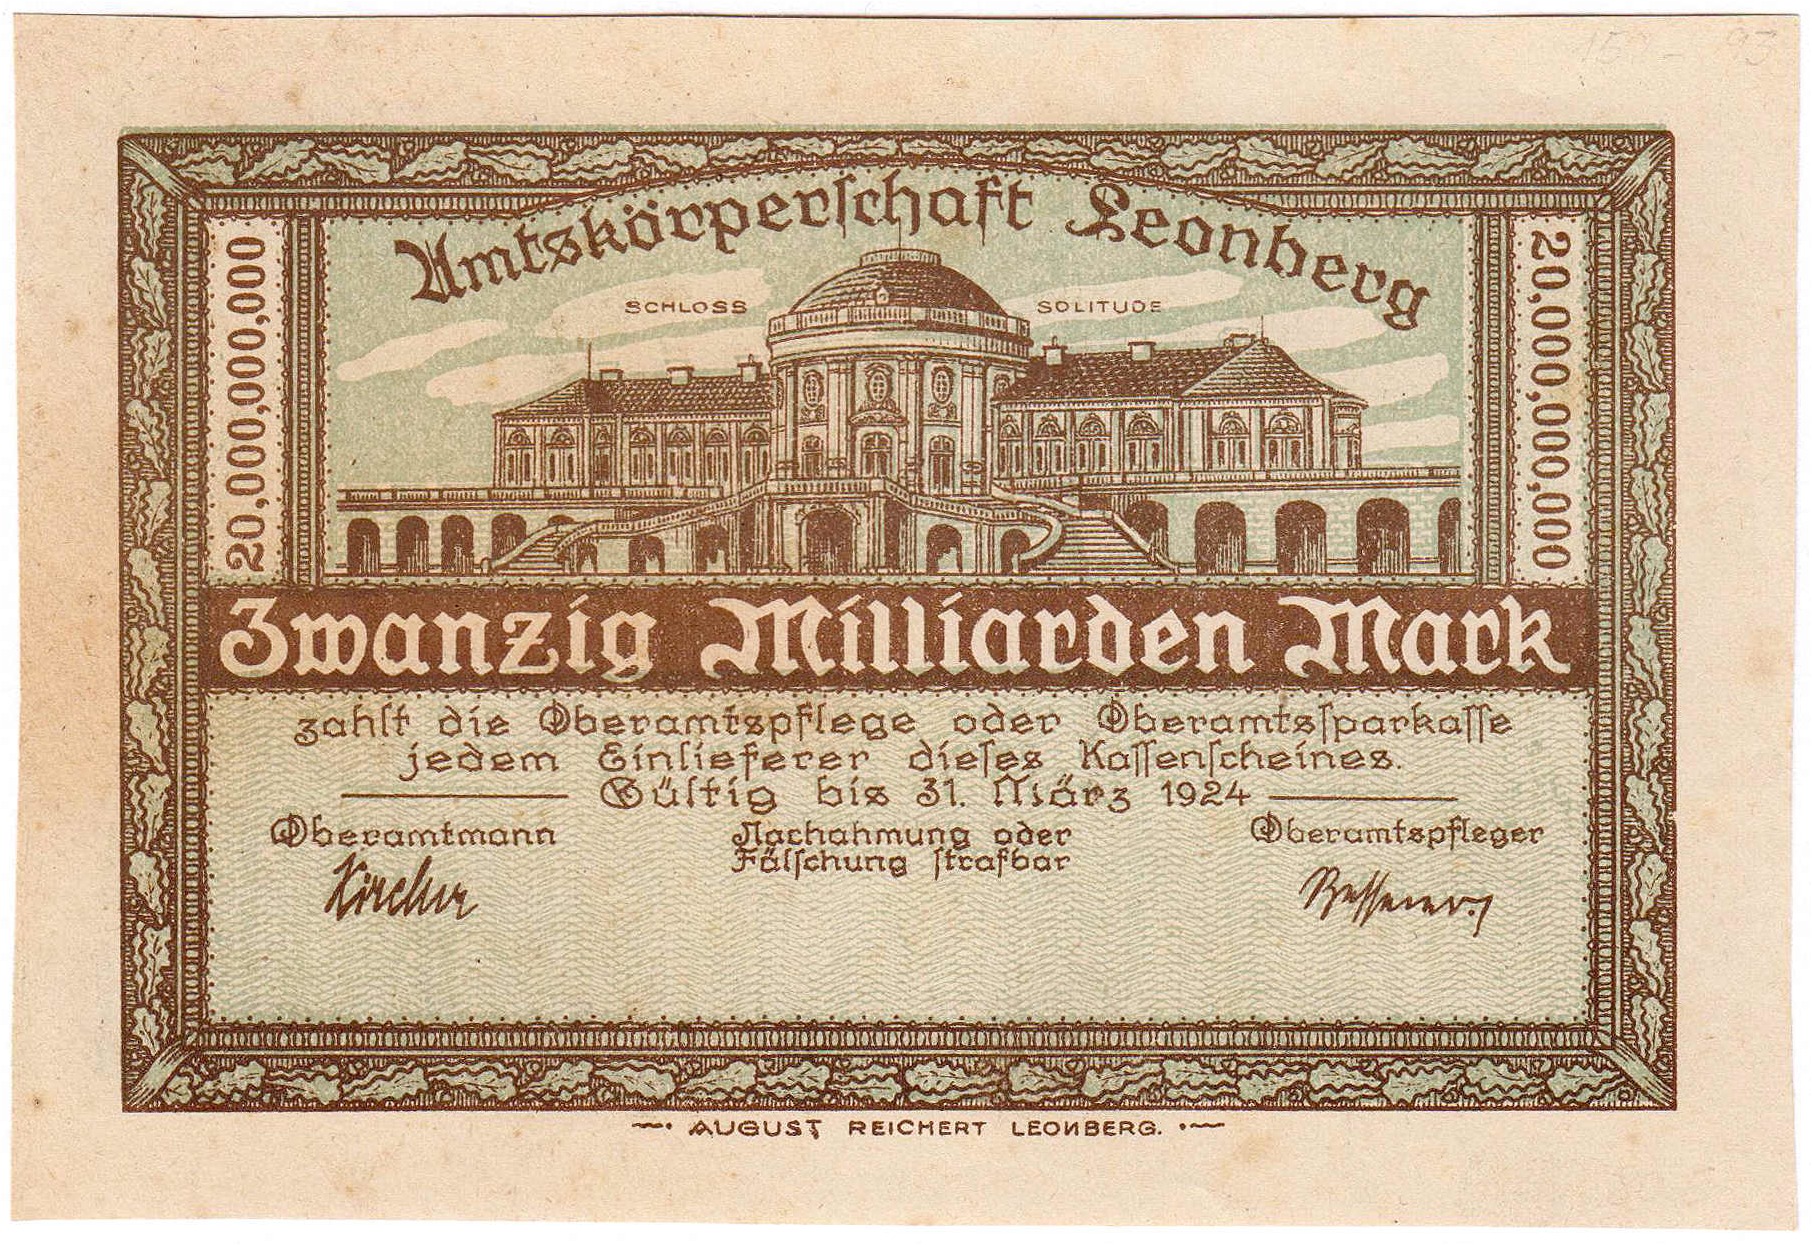 Amtskörperſchaft Leonberg
SCHLOSS SOLITUDE
20,000,000,000
20,000,000,000
Zwanzig Milliarden Mark
zahlt die Oberamtspflege oder Oberamtsſparkaſſe
jedem Einlieferer dieſes Kaſſenſcheines.
Gültig bis 31. März 1924
Oberamtmann
Nachahmung oder
Fälſchung ſtrafbar
Oberamtspfleger
AUGUST REICHERT LEONBERG.